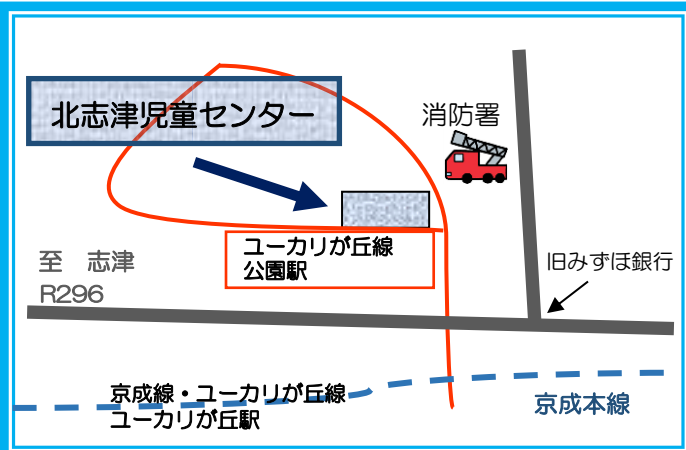 北志津児童センター
消防署
ユーカリが丘線
公園駅
至　志津
R296
旧みずほ銀行
京成線・ユーカリが丘線
ユーカリが丘駅
京成本線